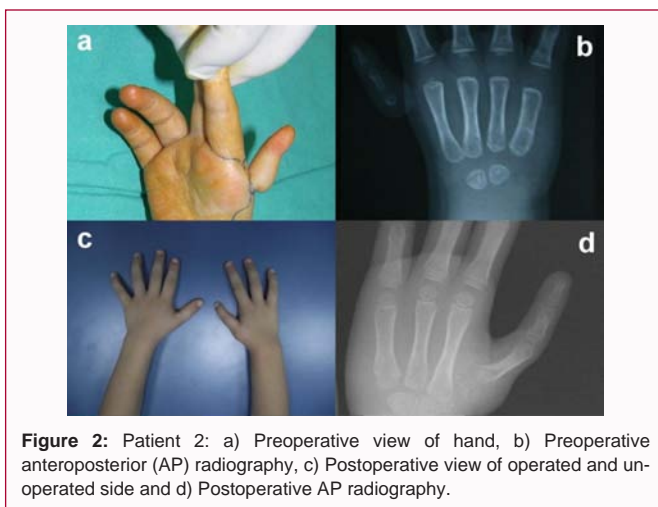 a
b
c
d
Figure 2: Patient 2: a) Preoperative view of hand, b) Preoperative
anteroposterior (AP) radiography, c) Postoperative view of operated and un-
operated side and d) Postoperative AP radiography.